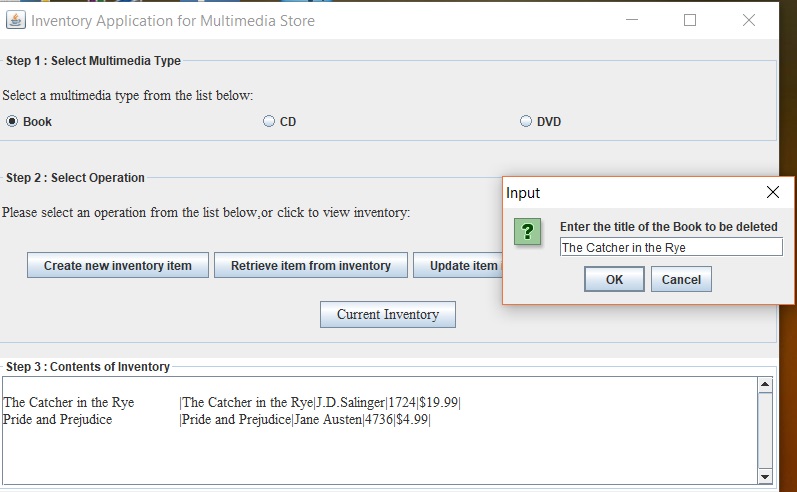 Inventory Application for Multimedia Store
Step 1 : Select Multimedia Type
Select a multimedia type from the list below:
Book CD DVD
Step 2 : Select Operation
Please select an operation from the list below,or click to view inventory:
Create new inventory item Retrieve item from inventory Update item
Current Inventory
Input
?
Enter the title of the Book to be deleted
The Catcher in the Rye
OK Cancel
Step 3 : Contents of Inventory
The Catcher in the Rye |The Catcher in the Rye|J.D.Salinger|1724|$19.99|
Pride and Prejudice |Pride and Prejudice|Jane Austen|4736|$4.99|